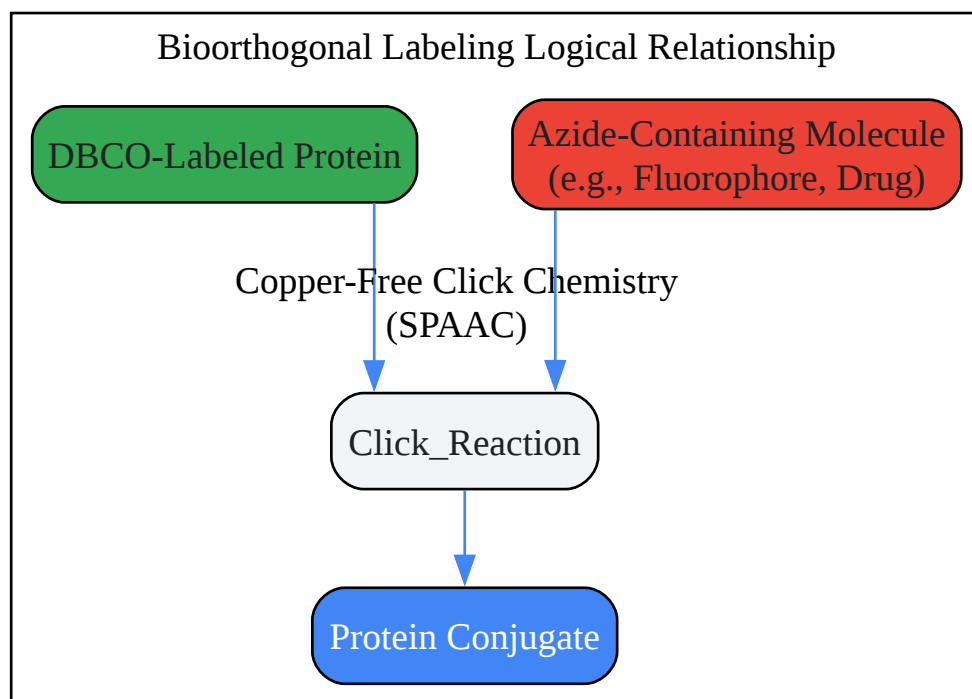 Bioorthogonal Labeling Logical Relationship
DBCO-Labeled Protein
Azide-Containing Molecule
(e.g., Fluorophore, Drug)
Copper-Free Click Chemistry
(SPAAC)
Click_Reaction
Protein Conjugate